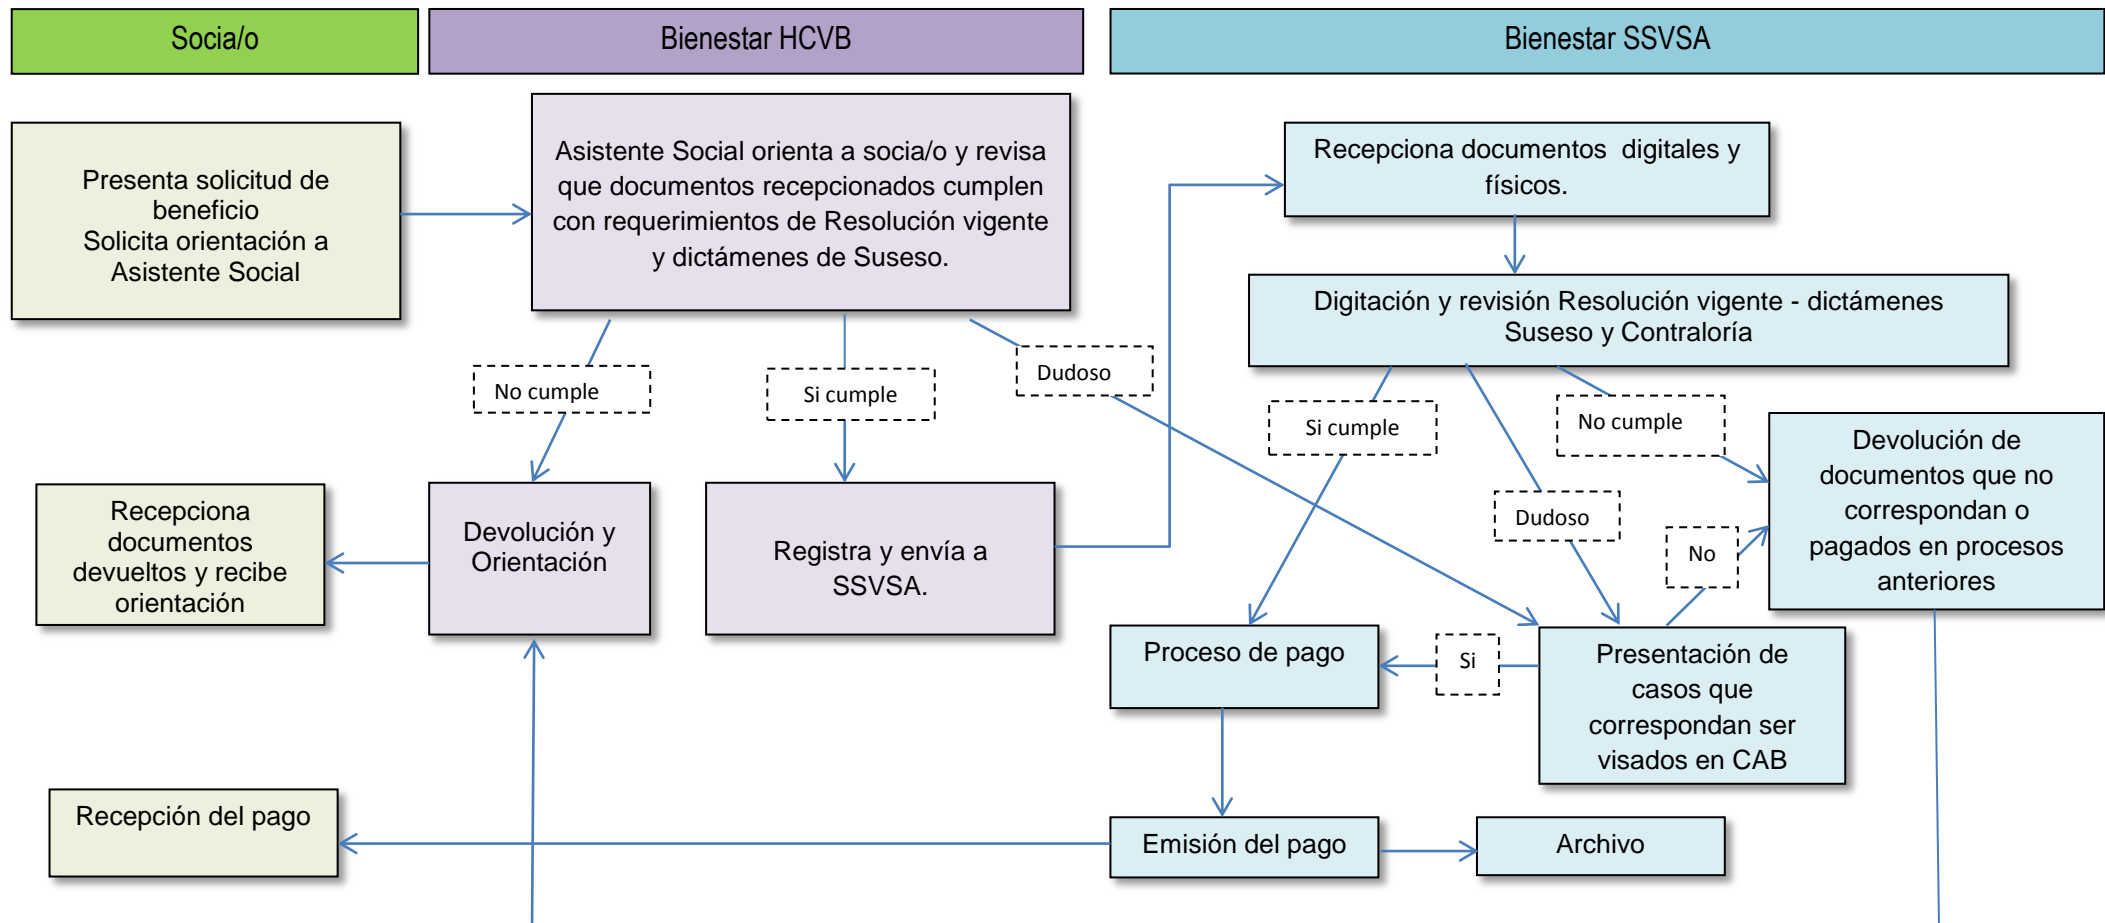 Socia/o
Bienestar HCVB
Bienestar SSVSA
Presenta solicitud de
beneficio
Solicita orientación a
Asistente Social
Asistente Social orienta a socia/o y revisa
que documentos recepcionados cumplen
con requerimientos de Resolución vigente
y dictámenes de Suseso.
Recepciona documentos digitales y
físicos.
Digitación y revisión Resolución vigente - dictámenes
Suseso y Contraloría
No cumple
Si cumple
Dudoso
Si cumple
Dudoso
No cumple
Devolución de
documentos que no
correspondan o
pagados en procesos
anteriores
Recepciona
documentos
devueltos y recibe
orientación
Devolución y
Orientación
Registra y envía a
SSVSA.
No
Proceso de pago
Si
Presentación de
casos que
correspondan ser
visados en CAB
Recepción del pago
Emisión del pago
Archivo